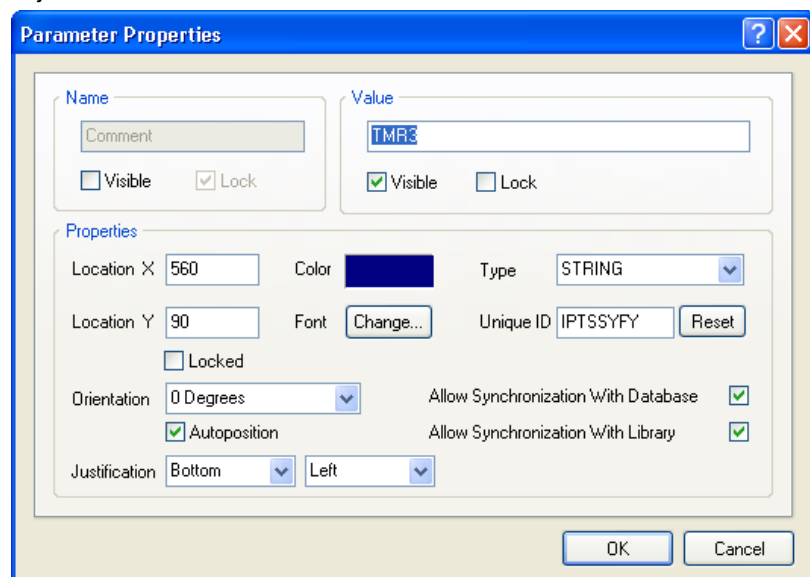 Parameter Properties
Name
Value
Comment
TMR3
Visible
Lock
Visible
Lock
Properties
Location X 560 Color Type STRING
Location Y 90 Font Change... Unique ID IPTSSYFY Reset
Locked
Orientation 0 Degrees Allow Synchronization With Database
Autoposition Allow Synchronization With Library
Justification Bottom Left
OK Cancel